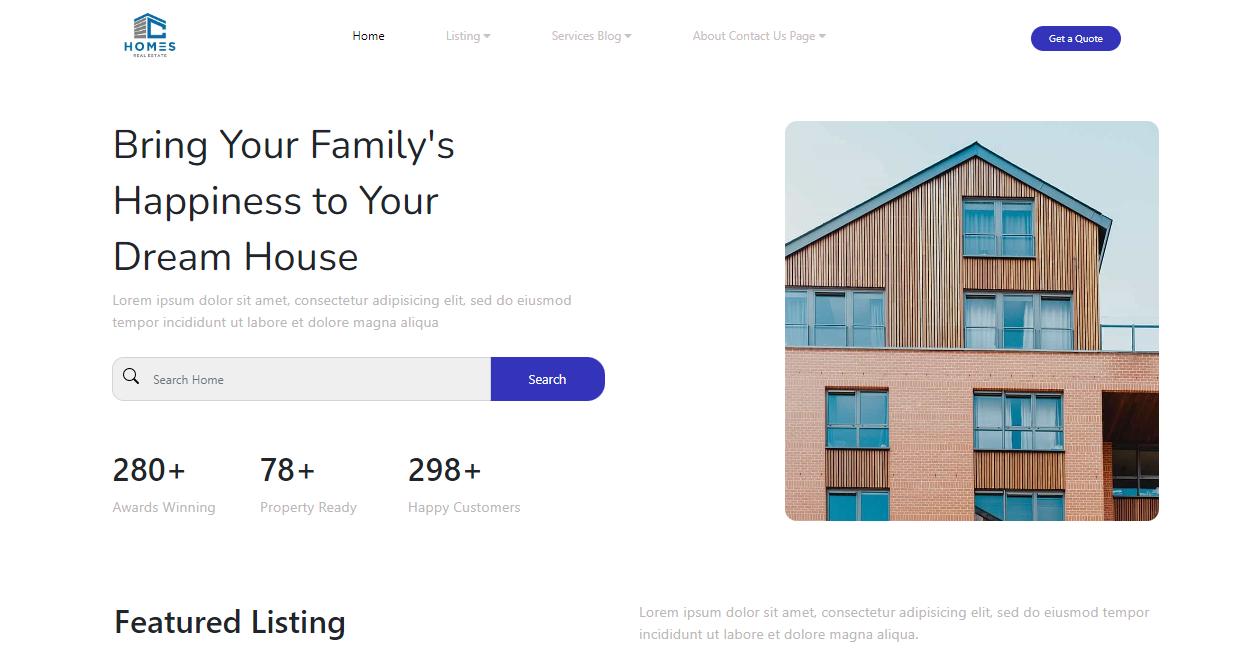 HOMES
REAL ESTATE
Home
Listing
Services Blog
About Contact Us Page
Get a Quote
Bring Your Family's
Happiness to Your
Dream House
Lorem ipsum dolor sit amet, consectetur adipisicing elit, sed do eiusmod
tempor incididunt ut labore et dolore magna aliqua
Search Home
Search
280+
Awards Winning
78+
Property Ready
298+
Happy Customers
Featured Listing
Lorem ipsum dolor sit amet, consectetur adipisicing elit, sed do eiusmod tempor
incididunt ut labore et dolore magna aliqua.